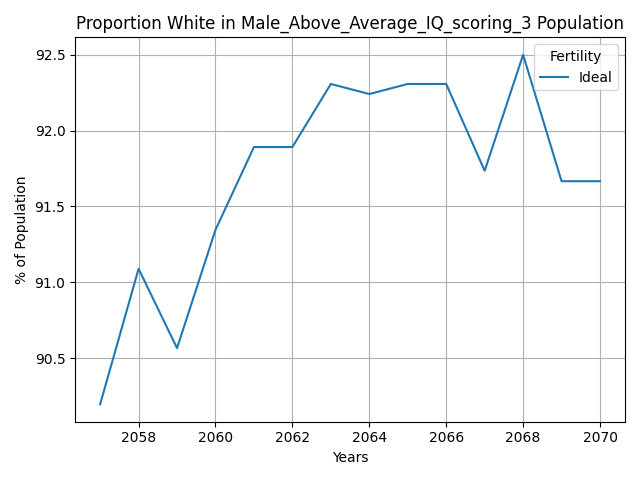 Proportion White in Male_Above_Average_IQ_scoring_3 Population
Fertility
Ideal
92.5
92.0
91.5
91.0
90.5
% of Population
2058 2060 2062 2064 2066 2068 2070
Years